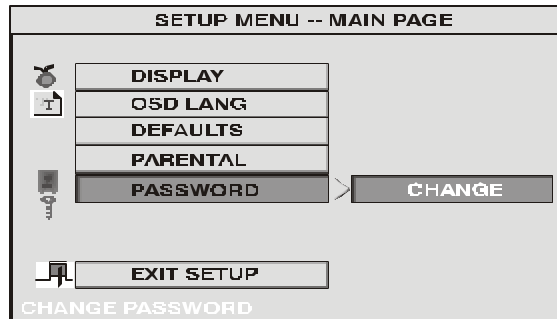 SETUP MENU -- MAIN PAGE
DISPLAY
T
OSD LANG
DEFAULTS
PARENTAL
PASSWORD > CHANGE
EXIT SETUP
CHANGE PASSWORD